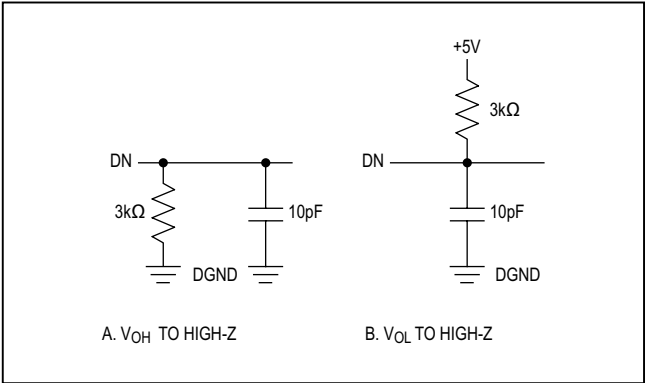 +5V
3kΩ
DN
DN
3kΩ
10pF
10pF
DGND
DGND
A. VOH TO HIGH-Z
B. VOL TO HIGH-Z